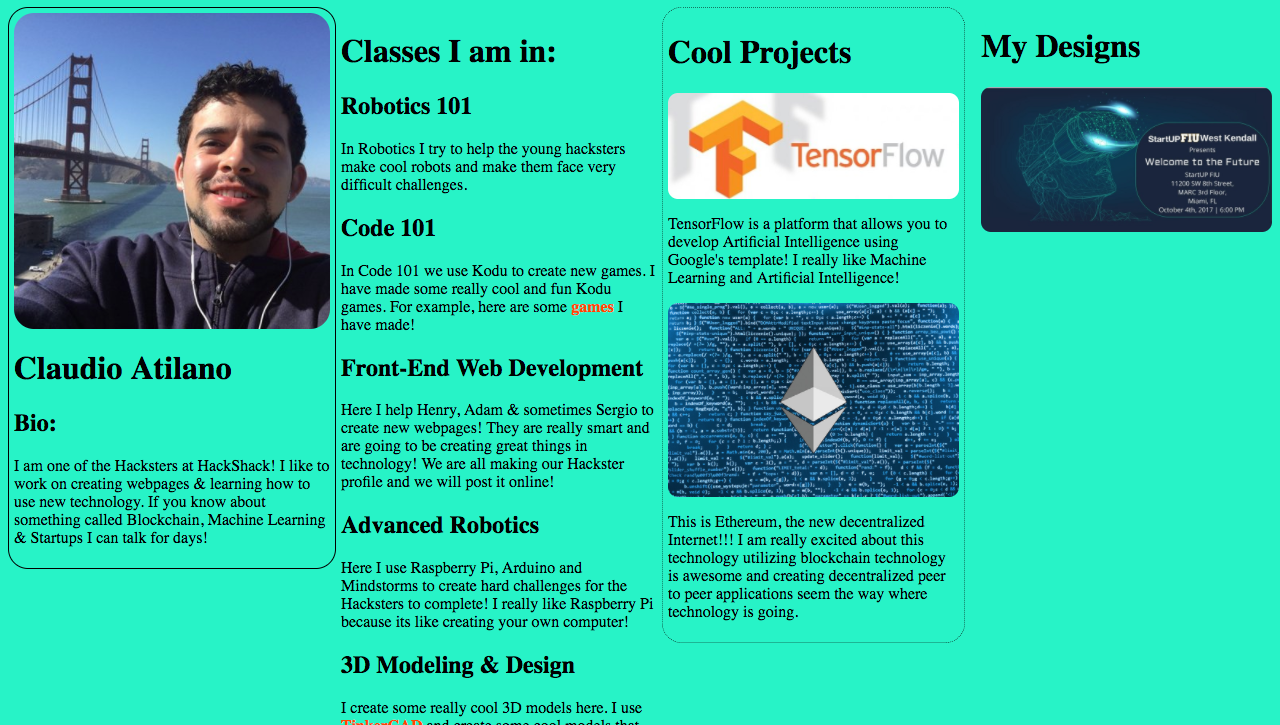 Claudio Atilano
Bio:
I am one of the Hacksters at HackShack! I like to
work on creating webpages & learning how to
use new technology. If you know about
something called Blockchain, Machine Learning
& Startups I can talk for days!
Classes I am in:
Robotics 101
In Robotics I try to help the young hacksters
make cool robots and make them face very
difficult challenges.
Code 101
In Code 101 we use Kodu to create new games. I
have made some really cool and fun Kodu
games. For example, here are some games I
have made!
Front-End Web Development
Here I help Henry, Adam & sometimes Sergio to
create new webpages! They are really smart and
are going to be creating great things in
technology! We are all making our Hackster
profile and we will post it online!
Advanced Robotics
Here I use Raspberry Pi, Arduino and
Mindstorms to create hard challenges for the
Hacksters to complete! I really like Raspberry Pi
because its like creating your own computer!
3D Modeling & Design
I create some really cool 3D models here. I use
TinkerCAD and create some cool models that
Cool Projects
TensorFlow
TensorFlow is a platform that allows you to
develop Artificial Intelligence using
Google's template! I really like Machine
Learning and Artificial Intelligence!
This is Ethereum, the new decentralized
Internet!!! I am really excited about this
technology utilizing blockchain technology
is awesome and creating decentralized peer
to peer applications seem the way where
technology is going.
My Designs
StartUP FIU West Kendall
Presents
Welcome to the Future
StartUP FIU
11200 SW 8th Street,
MARC 3rd Floor,
Miami, FL
October 4th, 2017 | 6:00 PM